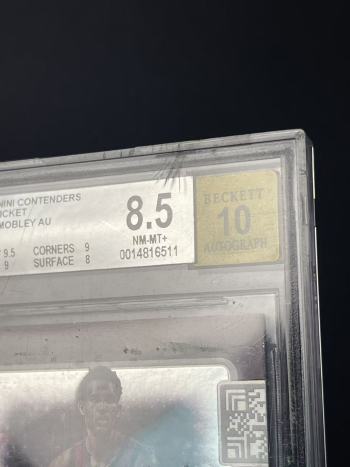 NINI CONTENDERS
ICKET
MOBLEY AU
9.5 CORNERS 9
9 SURFACE 8
8.5
NM-MT+
0014816511
BECKETT
10
AUTOGRAPH